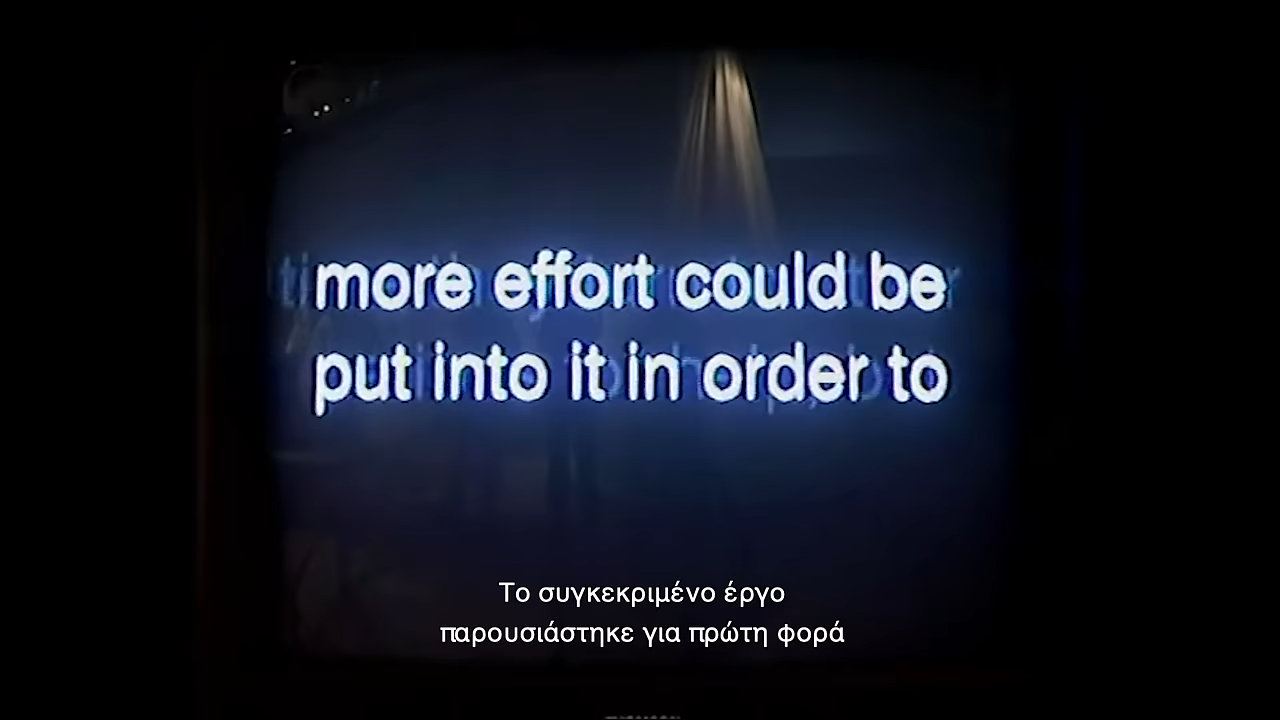 more effort could be
put into it in order to
Το συγκεκριμένο έργο
παρουσιάστηκε για πρώτη φορά